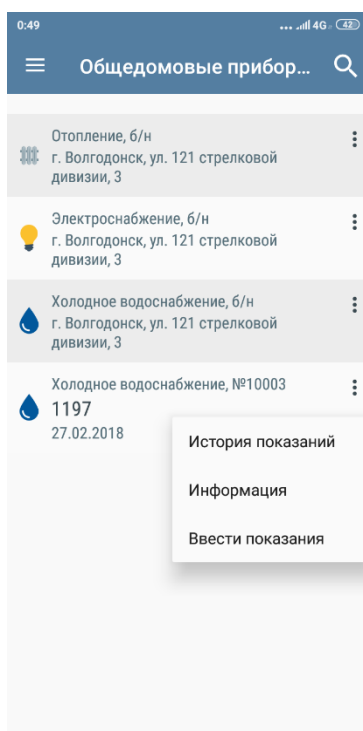 0:49
4G 42
Общедомовые прибор...
Отопление, б/н
г. Волгодонск, ул. 121 стрелковой
дивизии, 3
Электроснабжение, б/н
г. Волгодонск, ул. 121 стрелковой
дивизии, 3
Холодное водоснабжение, б/н
г. Волгодонск, ул. 121 стрелковой
дивизии, 3
Холодное водоснабжение, №10003
1197
27.02.2018
История показаний
Информация
Ввести показания